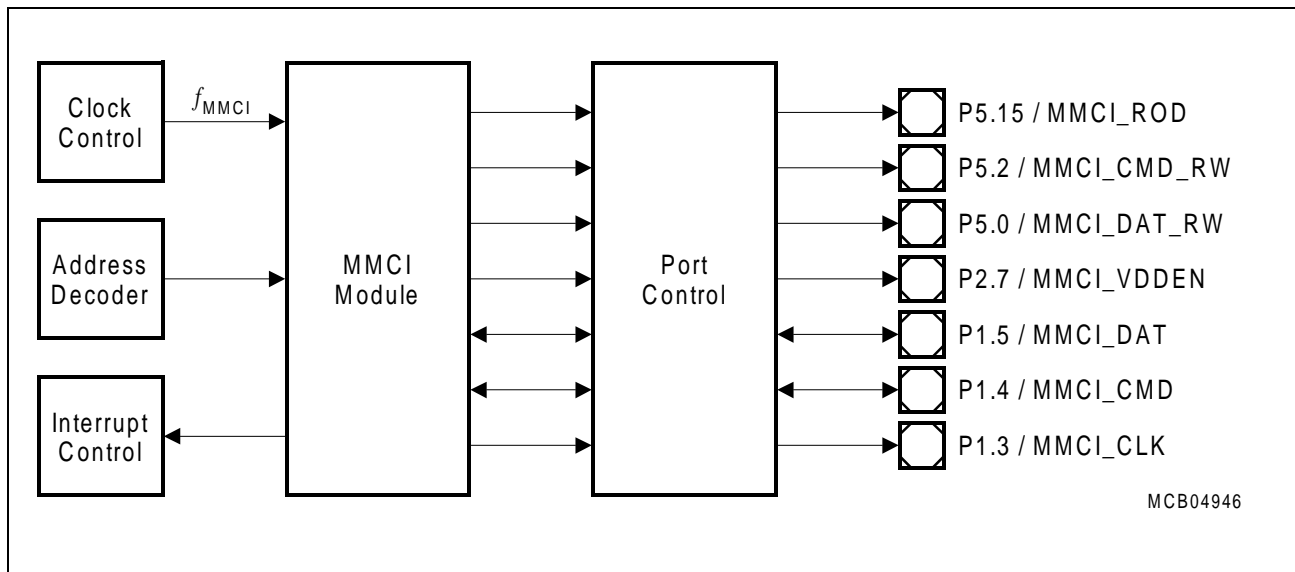 Clock
Control
fMMCI
Address
Decoder
Interrupt
Control
MMCI
Module
Port
Control
P5.15 / MMCI_ROD
P5.2 / MMCI_CMD_RW
P5.0 / MMCI_DAT_RW
P2.7 / MMCI_VDDEN
P1.5 / MMCI_DAT
P1.4 / MMCI_CMD
P1.3 / MMCI_CLK
MCB04946